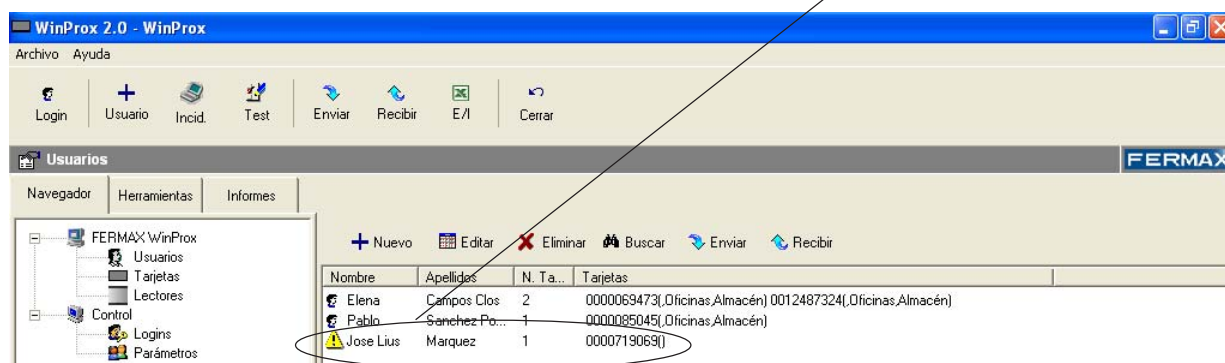 WinProx 2.0 - WinProx
Archivo Ayuda
Login Usuario Incid. Test Enviar Recibir E/I Cerrar
Usuarios FERMAX
Navegador Herramientas Informes
FERMAX WinProx
Usuarios
Tarjetas
Lectores
Control
Logins
Parámetros
Nuevo Editar Eliminar Buscar Enviar Recibir
Nombre Apellidos N. Ta... Tarjetas
Elena Campos Clos 2 0000069473(,Oficinas,Almacén) 0012487324(,Oficinas,Almacén)
Pablo Sanchez Po... 1 0000085045(,Oficinas,Almacén)
Jose Lius Marquez 1 0000719069()